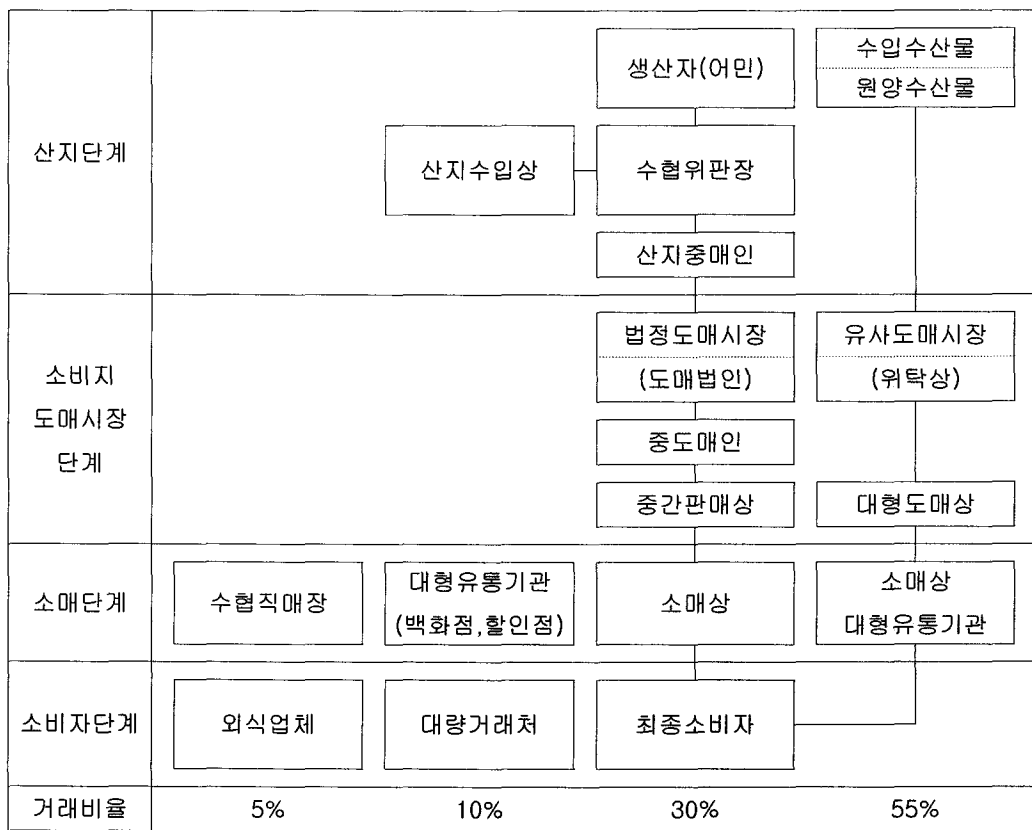 생산자(어민)
수입수산물
원양수산물
산지단계
산지수입상
수협위판장
산지중매인
소비지
도매시장
단계
법정도매시장
(도매법인)
유사도매시장
(위탁상)
중도매인
중간판매상
대형도매상
소매단계
수협직매장
대형유통기관
(백화점,할인점)
소매상
소매상
대형유통기관
소비자단계
외식업체
대량거래처
최종소비자
거래비율
5%
10%
30%
55%